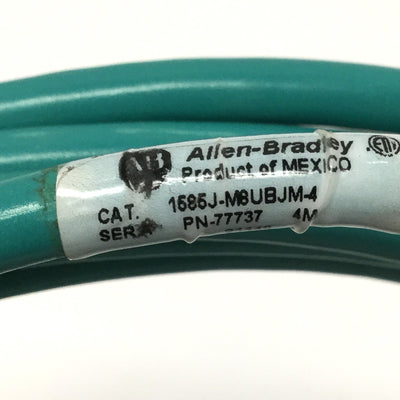 AB Allen-Bradley
Product of MEXICO
CAT. 1585J-M8UBJM-4
SER. PN-77737 4M